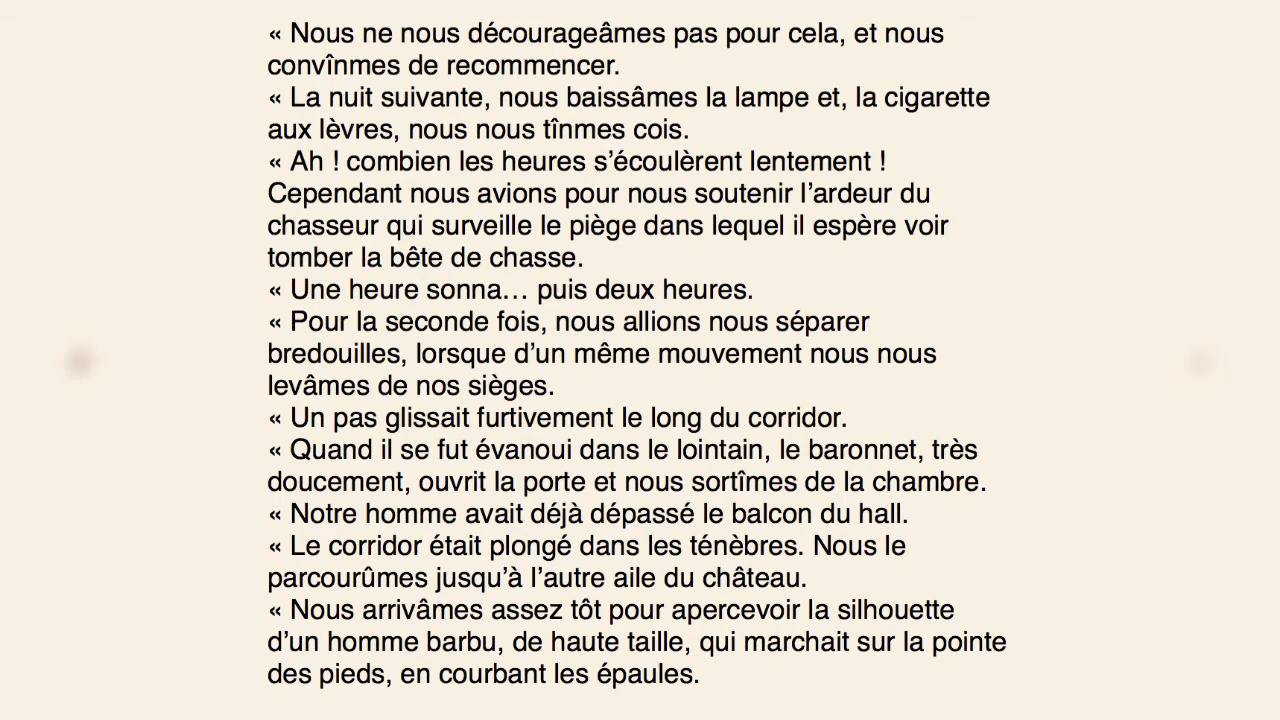 « Nous ne nous décourageâmes pas pour cela, et nous
convînmes de recommencer.
« La nuit suivante, nous baissâmes la lampe et, la cigarette
aux lèvres, nous nous tînmes cois.
« Ah ! combien les heures s’écoulèrent lentement !
Cependant nous avions pour nous soutenir l’ardeur du
chasseur qui surveille le piège dans lequel il espère voir
tomber la bête de chasse.
« Une heure sonna… puis deux heures.
« Pour la seconde fois, nous allions nous séparer
bredouilles, lorsque d’un même mouvement nous nous
levâmes de nos sièges.
« Un pas glissait furtivement le long du corridor.
« Quand il se fut évanoui dans le lointain, le baronnet, très
doucement, ouvrit la porte et nous sortîmes de la chambre.
« Notre homme avait déjà dépassé le balcon du hall.
« Le corridor était plongé dans les ténèbres. Nous le
parcourûmes jusqu’à l’autre aile du château.
« Nous arrivâmes assez tôt pour apercevoir la silhouette
d’un homme barbu, de haute taille, qui marchait sur la pointe
des pieds, en courbant les épaules.